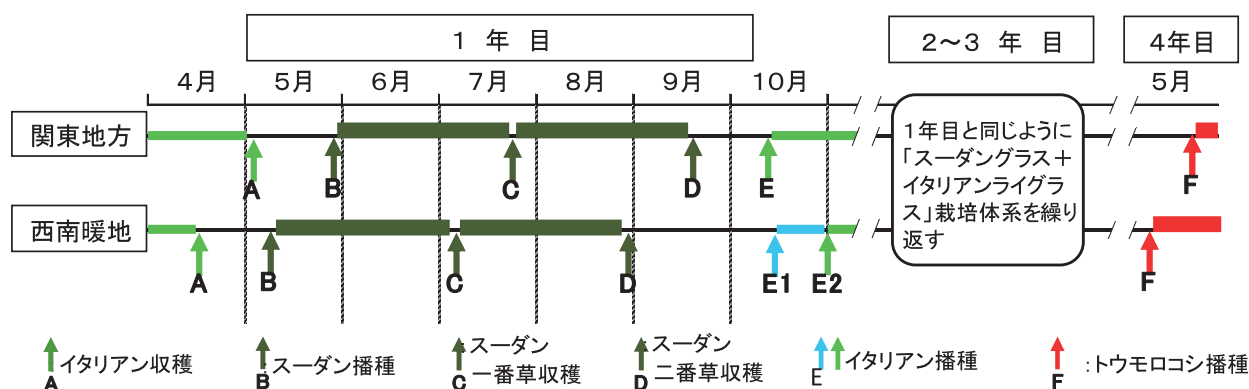 1 年 目
2～3 年 目
4年目
4月 5月 6月 7月 8月 9月 10月 5月
関東地方
A B C D E F
1年目と同じように
「スーダングラス＋
イタリアンライグラ
ス」栽培体系を繰り
返す
西南暖地
A B C D E1 E2 F
A イタリアン収穫
B スーダン播種
C :スーダン
一番草収穫
D :スーダン
二番草収穫
E イタリアン播種
F :トウモロコシ播種